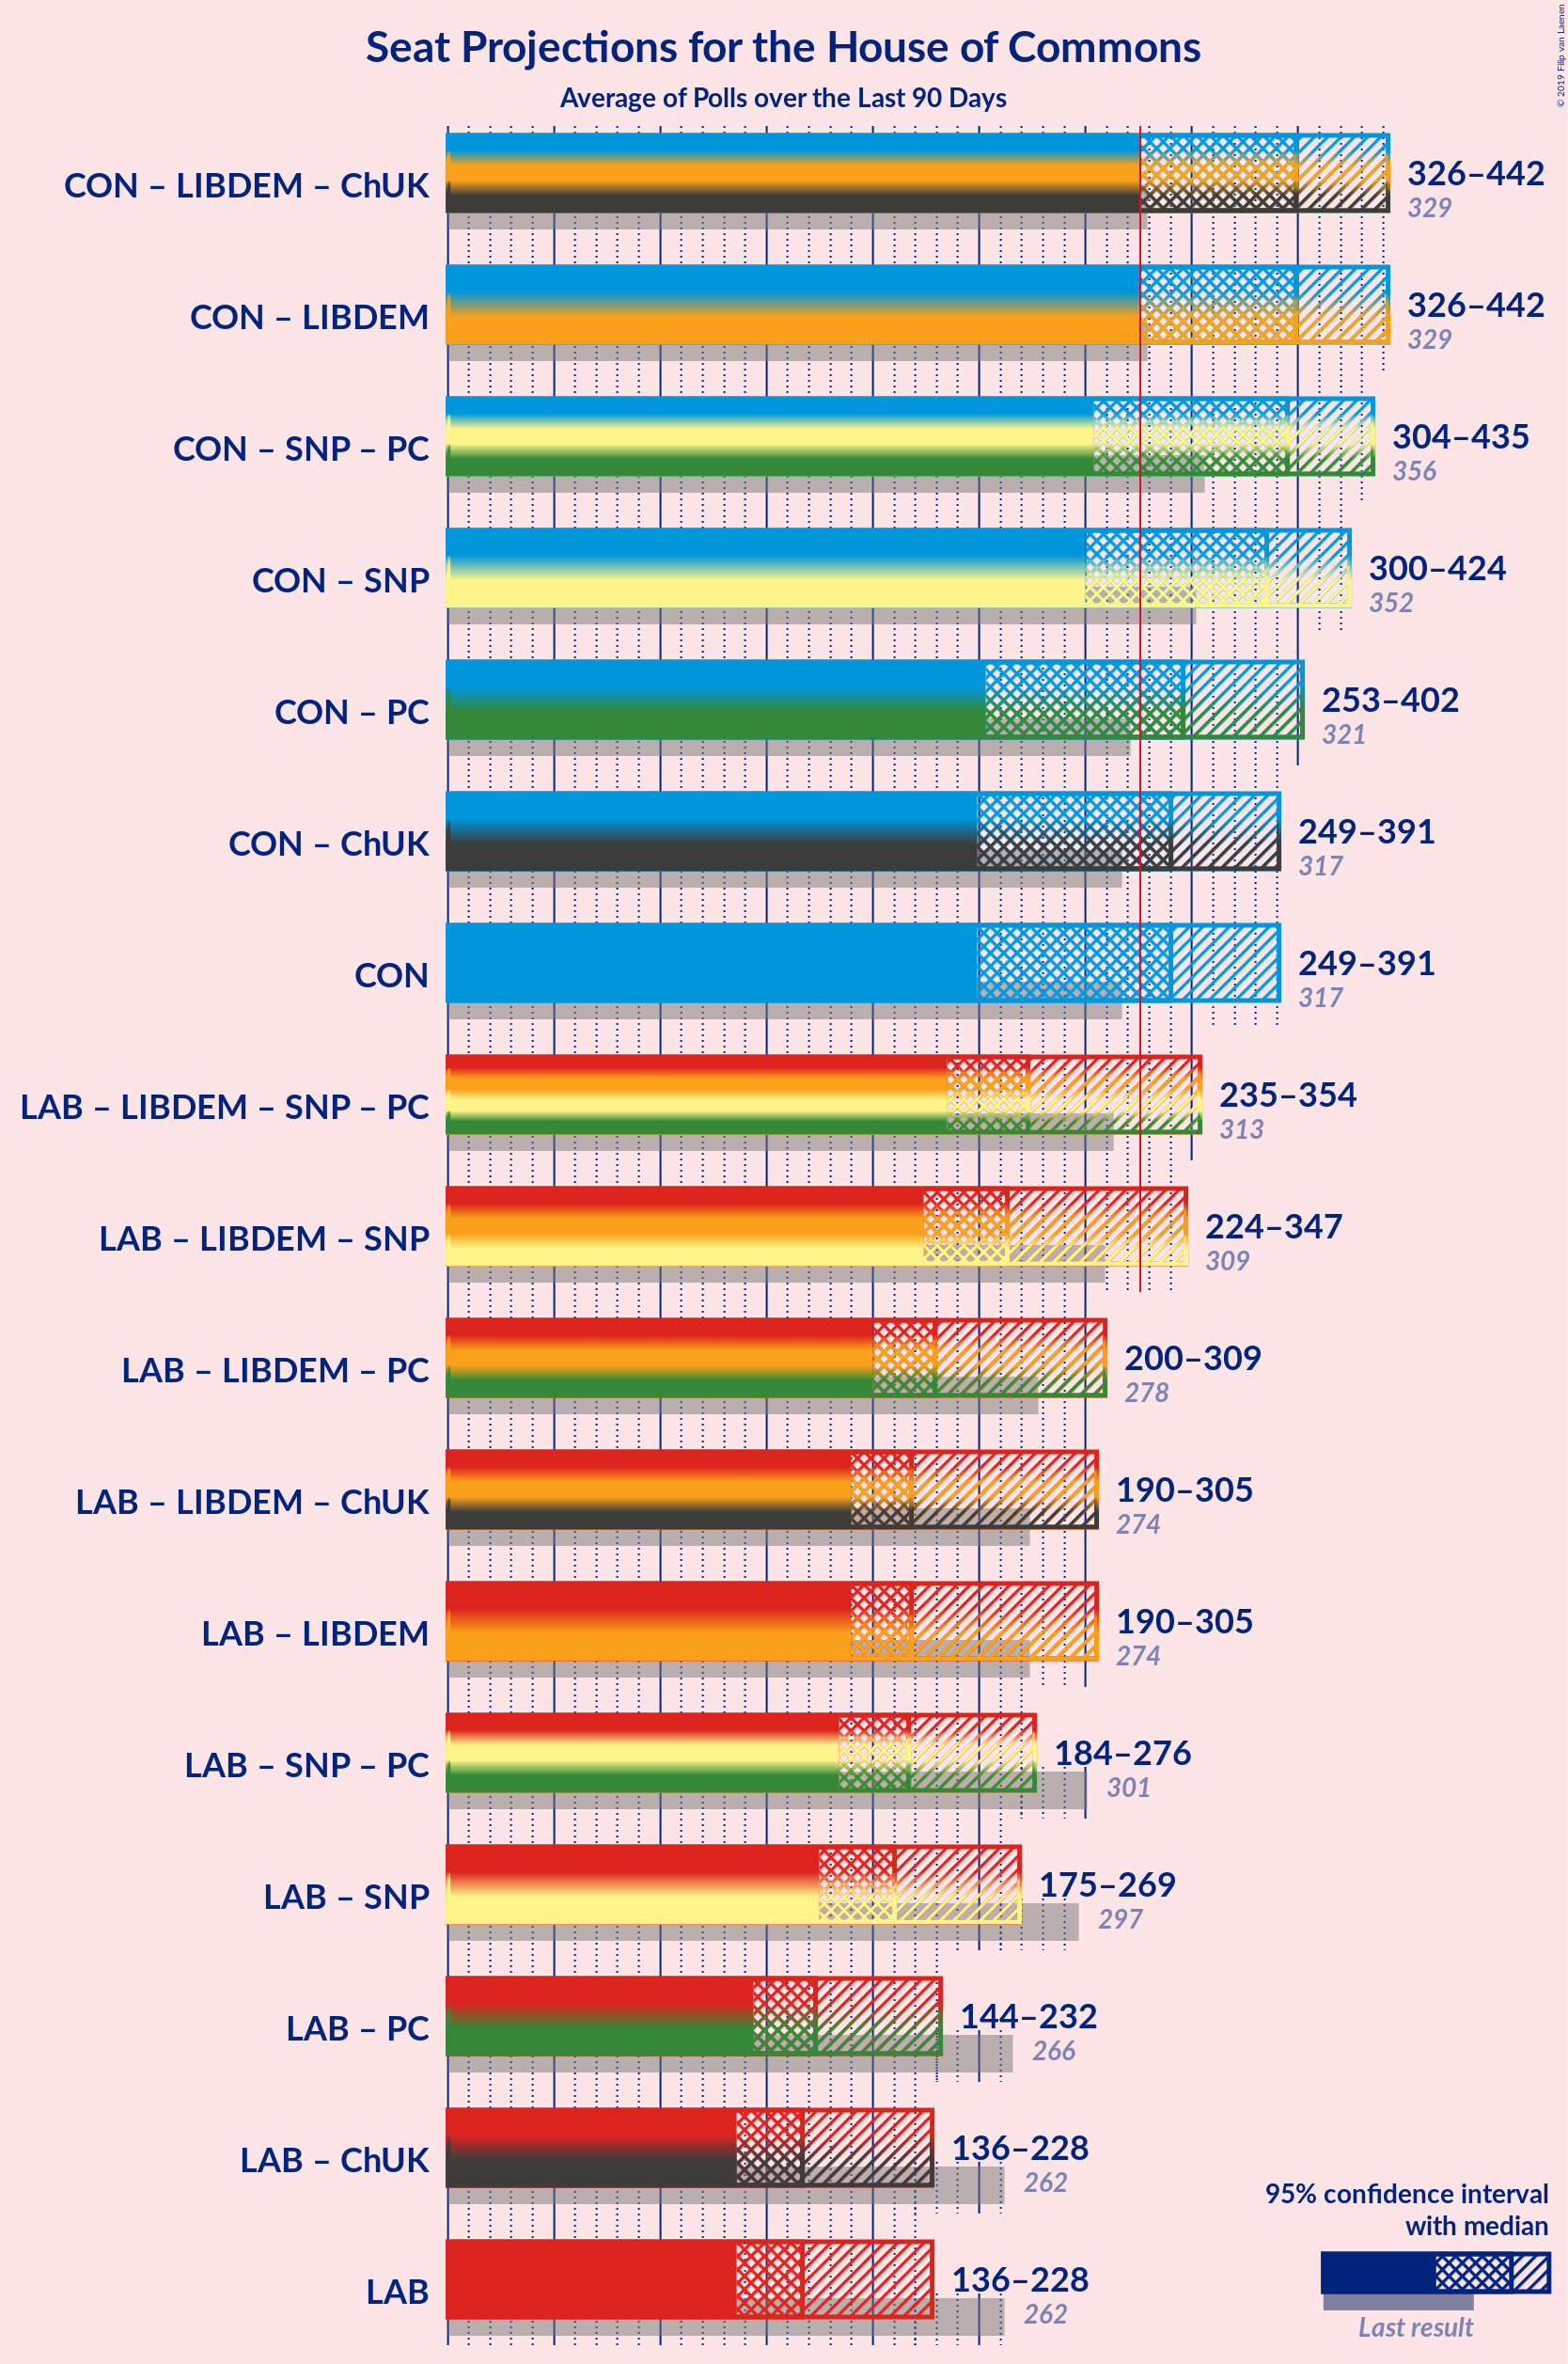 Seat Projections for the House of Commons
Average of Polls over the Last 90 Days
© 2019 Filip van Laenen
CON – LIBDEM – ChUK
326–442
329
CON – LIBDEM
326–442
329
CON – SNP – PC
304–435
356
CON – SNP
300–424
352
CON – PC
253–402
321
CON – ChUK
249–391
317
CON
249–391
317
LAB – LIBDEM – SNP – PC
235–354
313
LAB – LIBDEM – SNP
224–347
309
LAB – LIBDEM – PC
200–309
278
LAB – LIBDEM – ChUK
190–305
274
LAB – LIBDEM
190–305
274
LAB – SNP – PC
184–276
301
LAB – SNP
175–269
297
LAB – PC
144–232
266
LAB – ChUK
136–228
262
LAB
136–228
262
95% confidence interval
with median
Last result